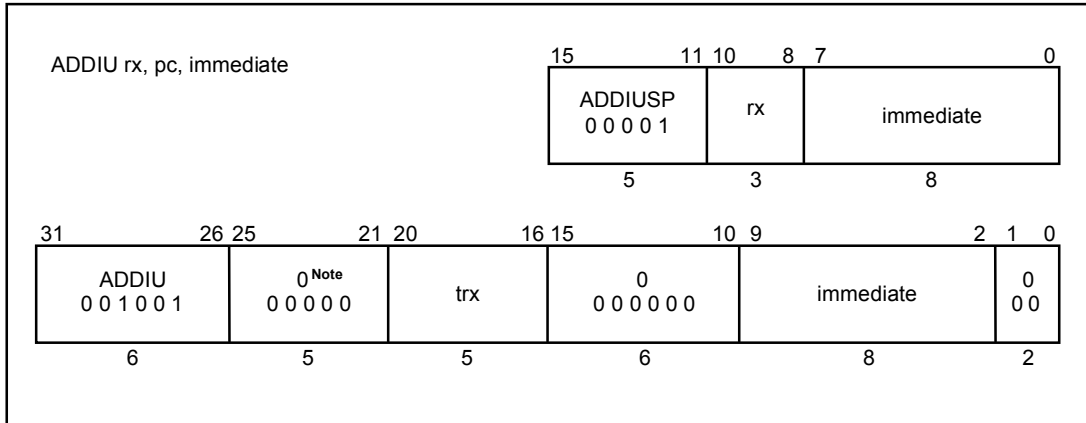 ADDIU rx, pc, immediate
15 11 10 8 7 0
ADDIUSP rx immediate
0 0 0 0 1
5 3 8
31 26 25 21 20 16 15 10 9 2 1 0
ADDIU 0Note trx 0 immediate 0
0 0 1 0 0 1 0 0 0 0 0 0 0 0 0 0 0 0 0
6 5 5 6 8 2